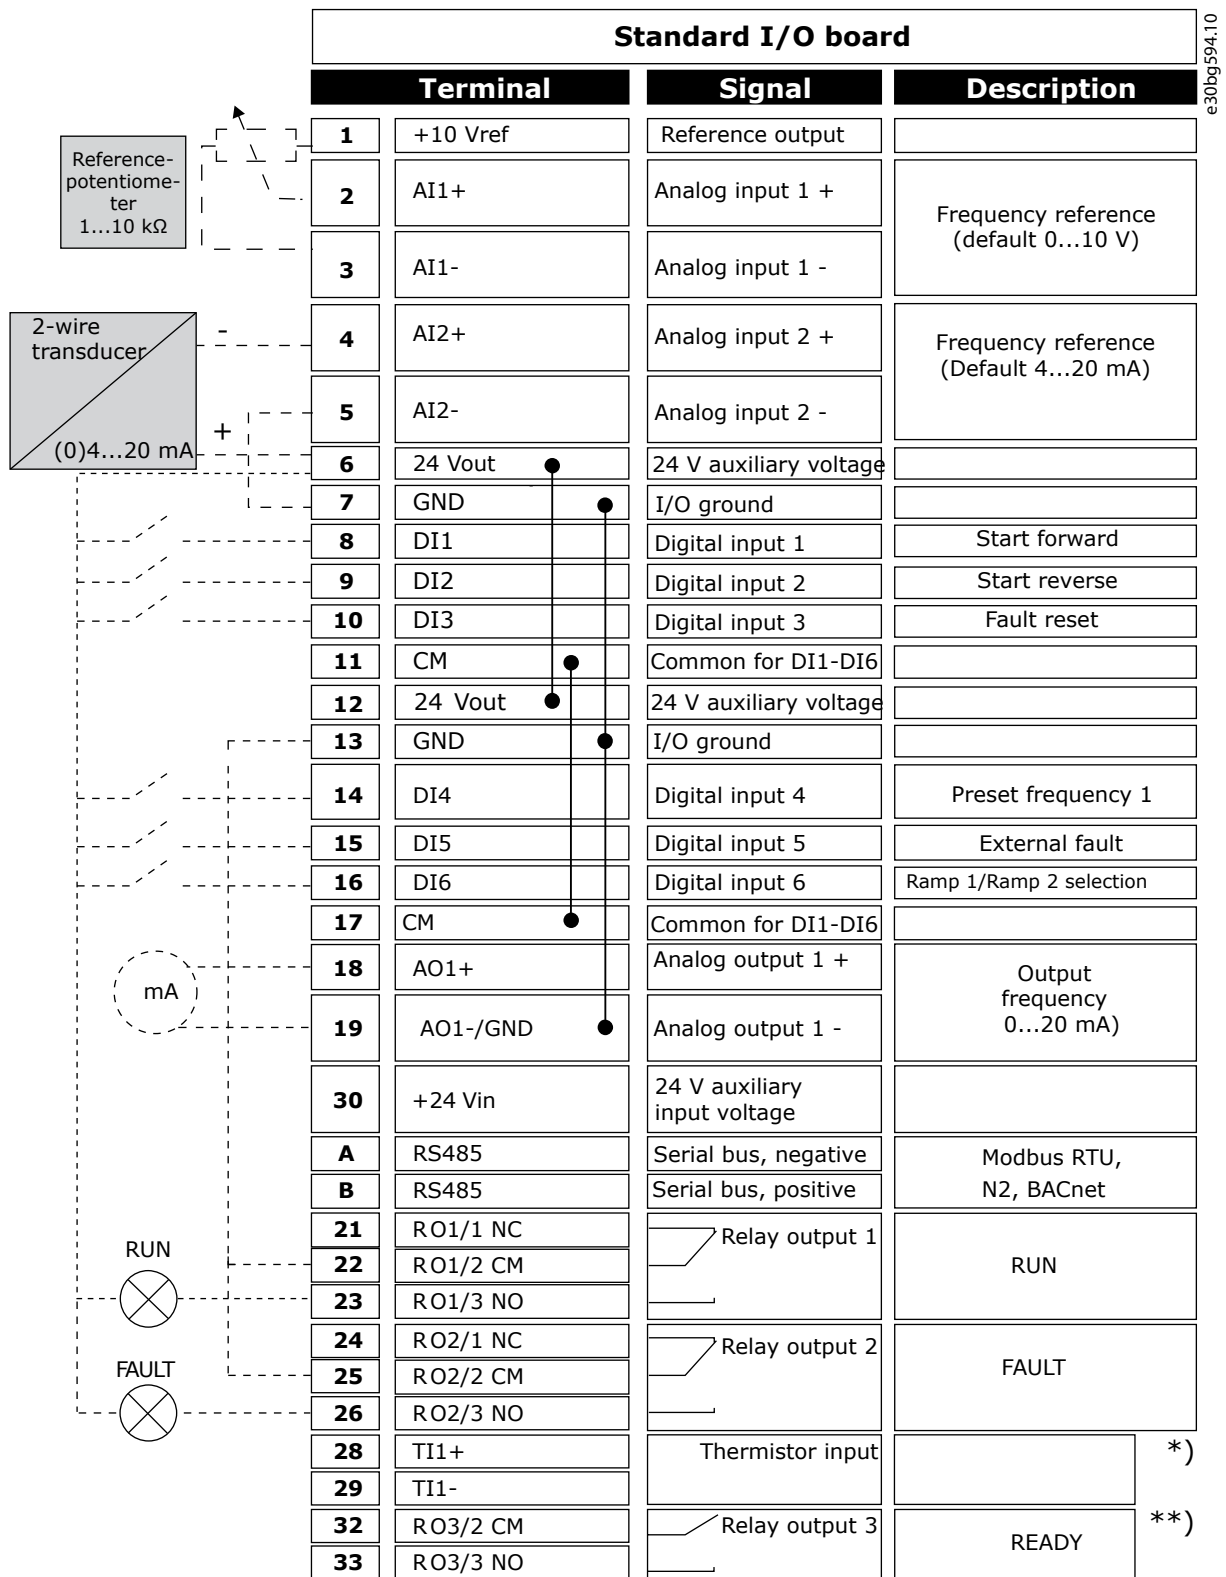 Standard I/O board
e30bg594.10
Terminal Signal Description
1 +10 Vref Reference output
Reference-
potentiome-
ter
1...10 kΩ
2 AI1+ Analog input 1 +
Frequency reference
(default 0...10 V)
3 AI1- Analog input 1 -
2-wire
transducer
-
+
(0)4...20 mA
4 AI2+ Analog input 2 +
Frequency reference
(Default 4...20 mA)
5 AI2- Analog input 2 -
6 24 Vout 24 V auxiliary voltage
7 GND I/O ground
8 DI1 Digital input 1 Start forward
9 DI2 Digital input 2 Start reverse
10 DI3 Digital input 3 Fault reset
11 CM Common for DI1-DI6
12 24 Vout 24 V auxiliary voltage
13 GND I/O ground
14 DI4 Digital input 4 Preset frequency 1
15 DI5 Digital input 5 External fault
16 DI6 Digital input 6 Ramp 1/Ramp 2 selection
17 CM Common for DI1-DI6
mA
18 AO1+ Analog output 1 +
Output
frequency
0...20 mA)
19 AO1-/GND Analog output 1 -
30 +24 Vin
24 V auxiliary
input voltage
A RS485 Serial bus, negative
Modbus RTU,
B RS485 Serial bus, positive
N2, BACnet
21 RO1/1 NC
Relay output 1
RUN
22 RO1/2 CM
RUN
23 RO1/3 NO
24 RO2/1 NC
Relay output 2
FAULT
25 RO2/2 CM
FAULT
26 RO2/3 NO
28 TI1+ Thermistor input *)
29 TI1-
32 RO3/2 CM Relay output 3 **)
READY
33 RO3/3 NO